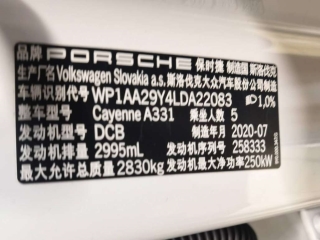 品牌 PORSCHE 保时捷 制造国 斯洛伐克
生产厂名 Volkswagen Slovakia a.s. 斯洛伐克大众汽车股份公司制造
车辆识别代号 WP1AA29Y4LDA22083 1,0%
整车型号 Cayenne A331 乘坐人数 5
发动机型号 DCB 制造年月 2020-07
发动机排量 2995mL 发动机序列号 258333
最大允许总质量 2830kg 发动机最大净功率 250kW